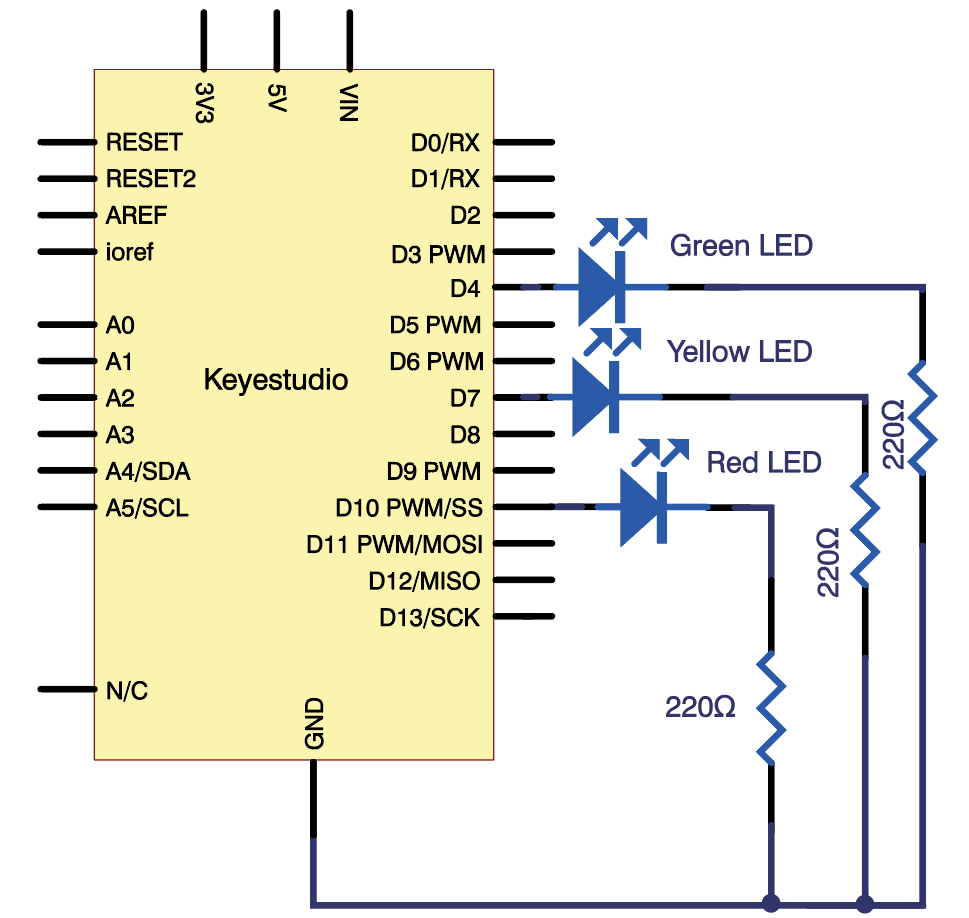 3V3
5V
VIN
RESET
RESET2
AREF
ioref
A0
A1
A2
A3
A4/SDA
A5/SCL
N/C
Keyestudio
D0/RX
D1/RX
D2
D3 PWM
D4
D5 PWM
D6 PWM
D7
D8
D9 PWM
D10 PWM/SS
D11 PWM/MOSI
D12/MISO
D13/SCK
GND
Green LED
Yellow LED
Red LED
220Ω
220Ω
220Ω